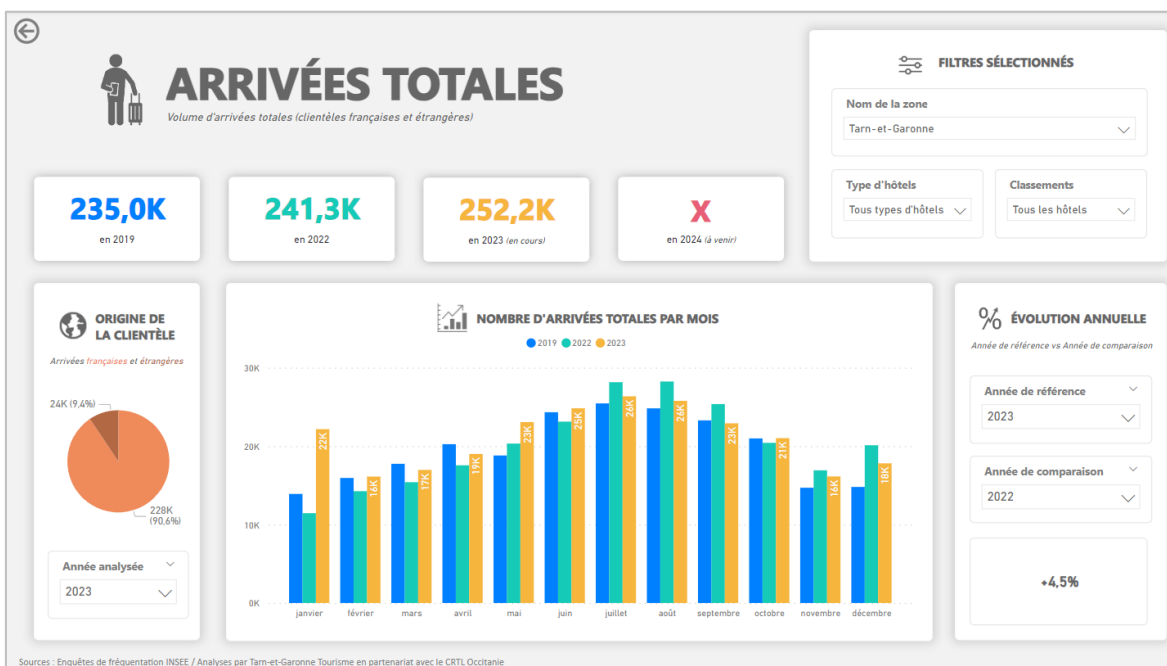 ARRIVÉES TOTALES
Volume d'arrivées totales (clientèles françaises et étrangères)
FILTRES SÉLECTIONNÉS
Nom de la zone
Tarn-et-Garonne
Type d'hôtels
Tous types d'hôtels
Classements
Tous les hôtels
235,0K
en 2019
241,3K
en 2022
252,2K
en 2023 (en cours)
X
en 2024 (à venir)
ORIGINE DE
LA CLIENTÈLE
Arrivées françaises et étrangères
24K (9,4%)
228K
(90,6%)
Année analysée
2023
NOMBRE D'ARRIVÉES TOTALES PAR MOIS
2019 2022 2023
30K
20K
10K
0K
22K
16K
17K
19K
23K
25K
26K
26K
23K
21K
16K
18K
janvier février mars avril mai juin juillet août septembre octobre novembre décembre
% ÉVOLUTION ANNUELLE
Année de référence vs Année de comparaison
Année de référence
2023
Année de comparaison
2022
+4,5%
Sources : Enquêtes de fréquentation INSEE / Analyses par Tarn-et-Garonne Tourisme en partenariat avec le CRTL Occitanie